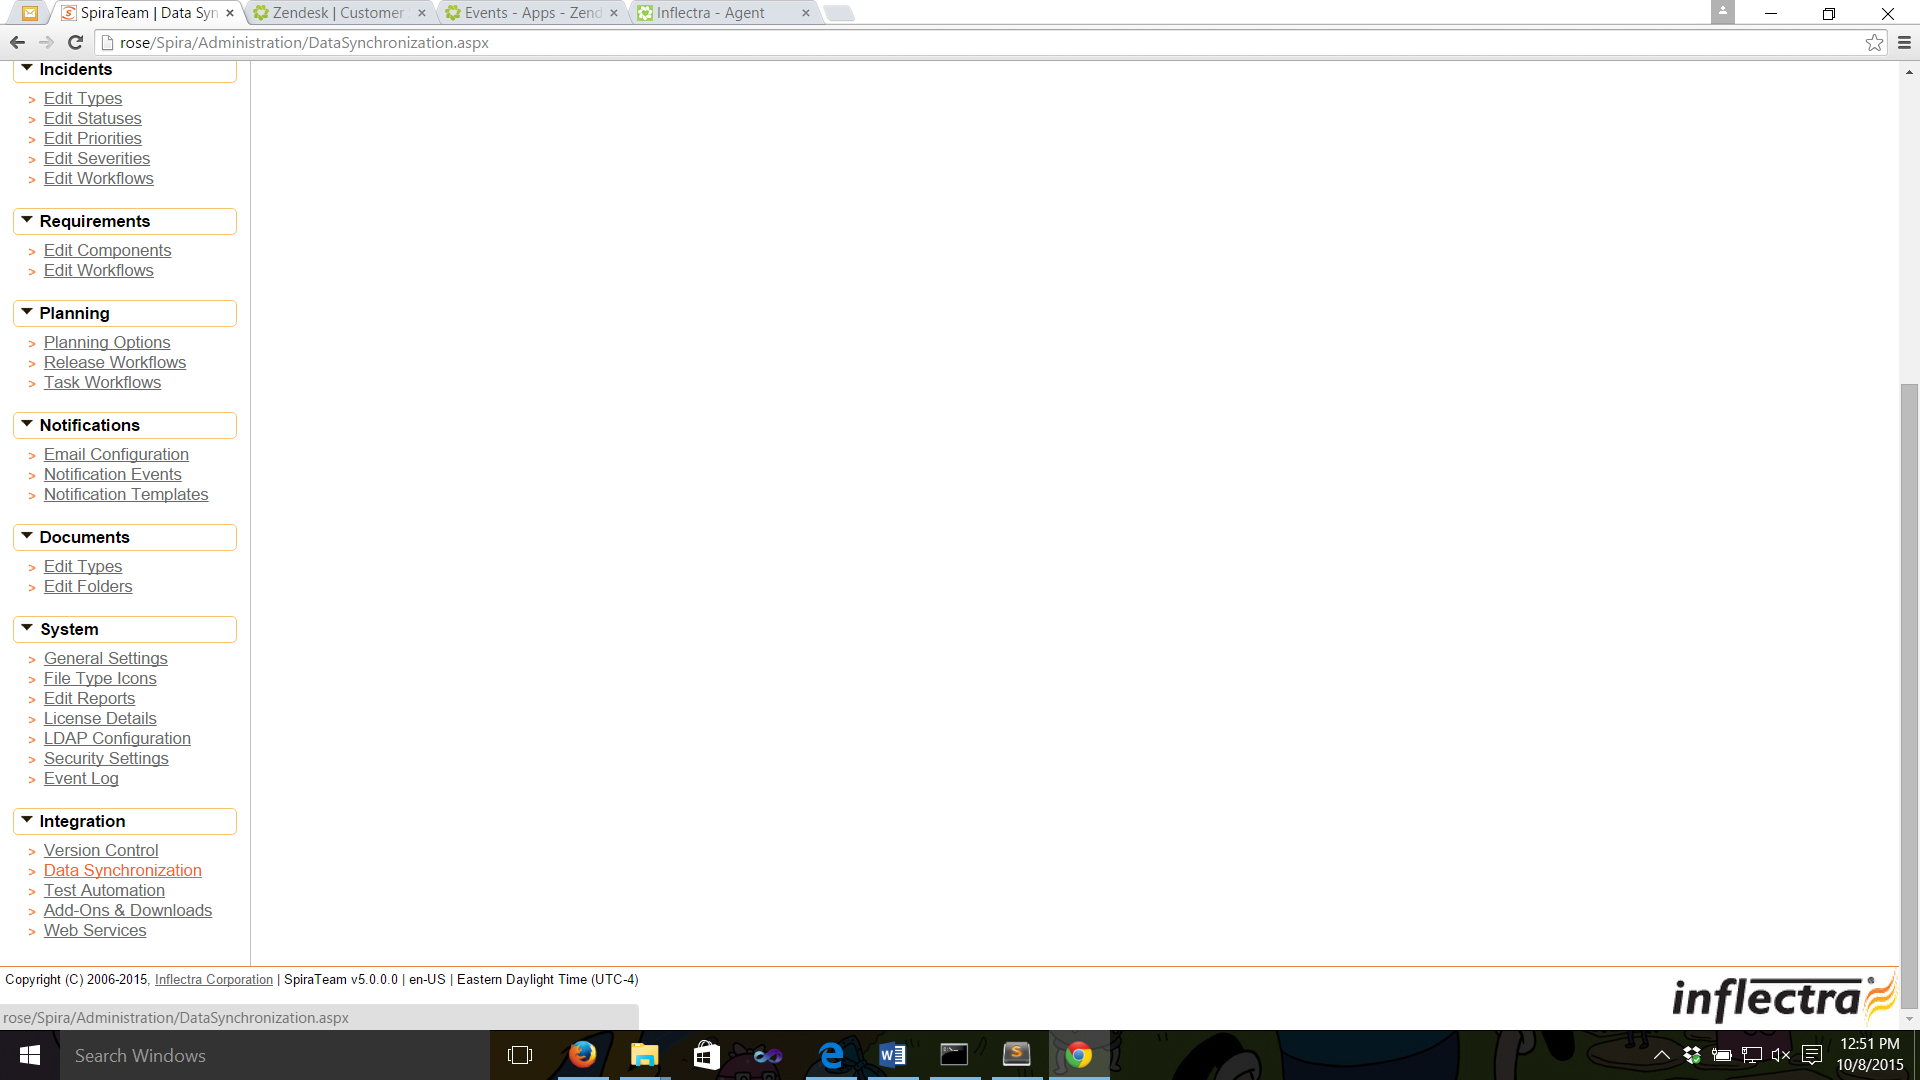 SpiraTeam | Data Syn
Zendesk | Customer
Events - Apps - Zend
Inflectra - Agent
rose/Spira/Administration/DataSynchronization.aspx
Incidents
> Edit Types
> Edit Statuses
> Edit Priorities
> Edit Severities
> Edit Workflows
Requirements
> Edit Components
> Edit Workflows
Planning
> Planning Options
> Release Workflows
> Task Workflows
Notifications
> Email Configuration
> Notification Events
> Notification Templates
Documents
> Edit Types
> Edit Folders
System
> General Settings
> File Type Icons
> Edit Reports
> License Details
> LDAP Configuration
> Security Settings
> Event Log
Integration
> Version Control
> Data Synchronization
> Test Automation
> Add-Ons & Downloads
> Web Services
Copyright (C) 2006-2015, Inflectra Corporation | SpiraTeam v5.0.0.0 | en-US | Eastern Daylight Time (UTC-4)
inflectra®
rose/Spira/Administration/DataSynchronization.aspx
Search Windows
12:51 PM
10/8/2015